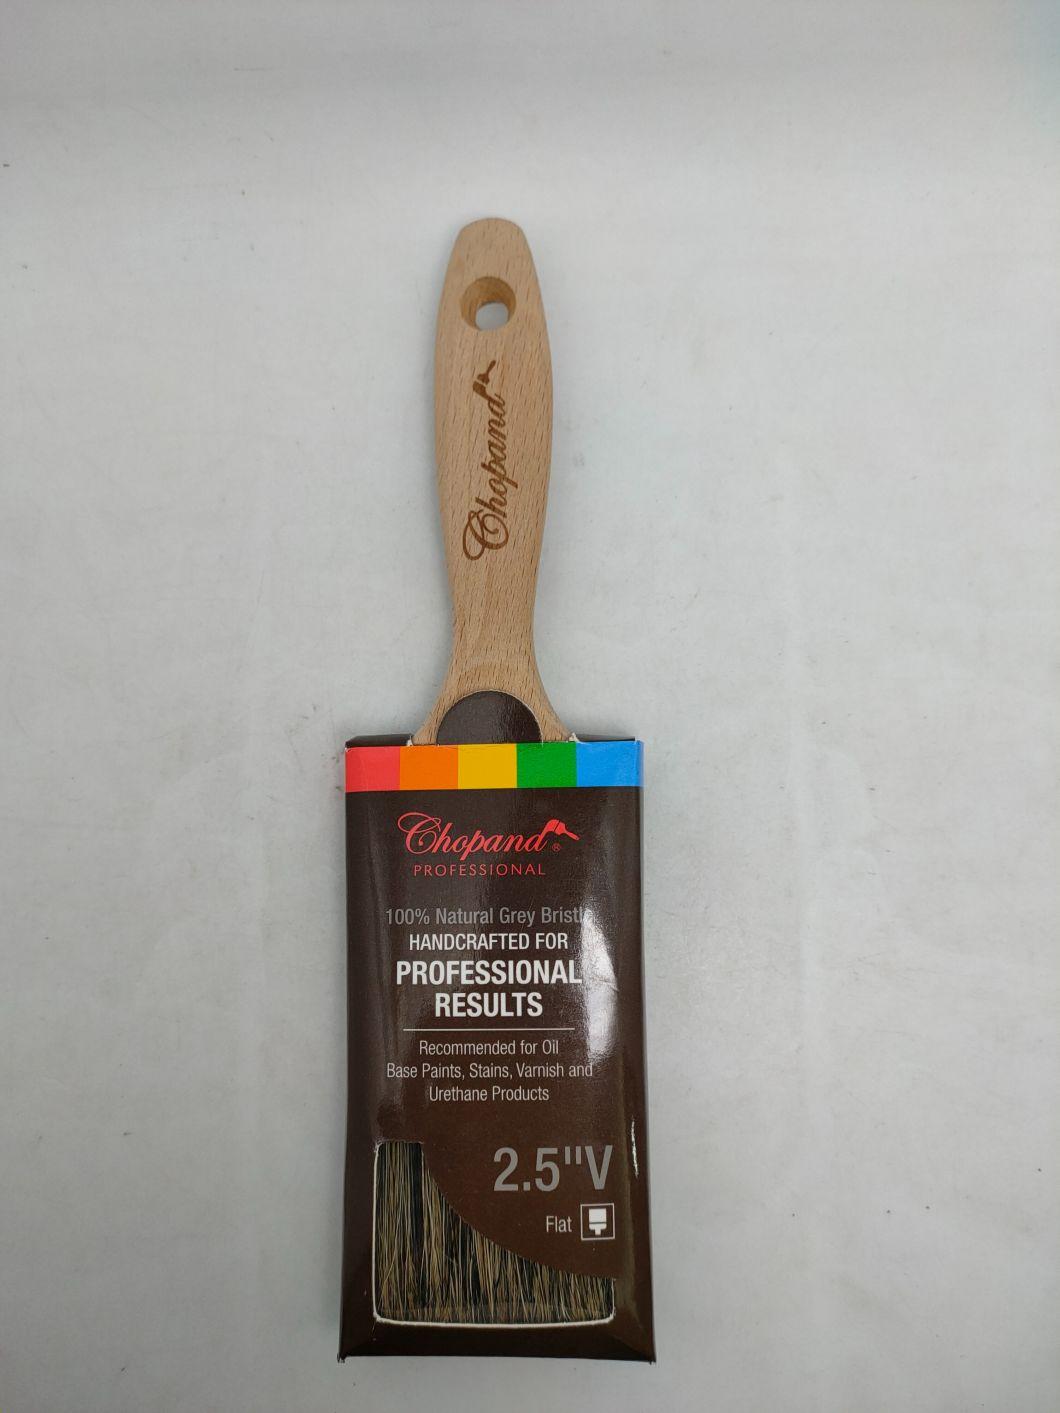 Chopand
Chopand®
PROFESSIONAL
100% Natural Grey Bristle
HANDCRAFTED FOR
PROFESSIONAL
RESULTS
Recommended for Oil
Base Paints, Stains, Varnish and
Urethane Products
2.5"V
Flat